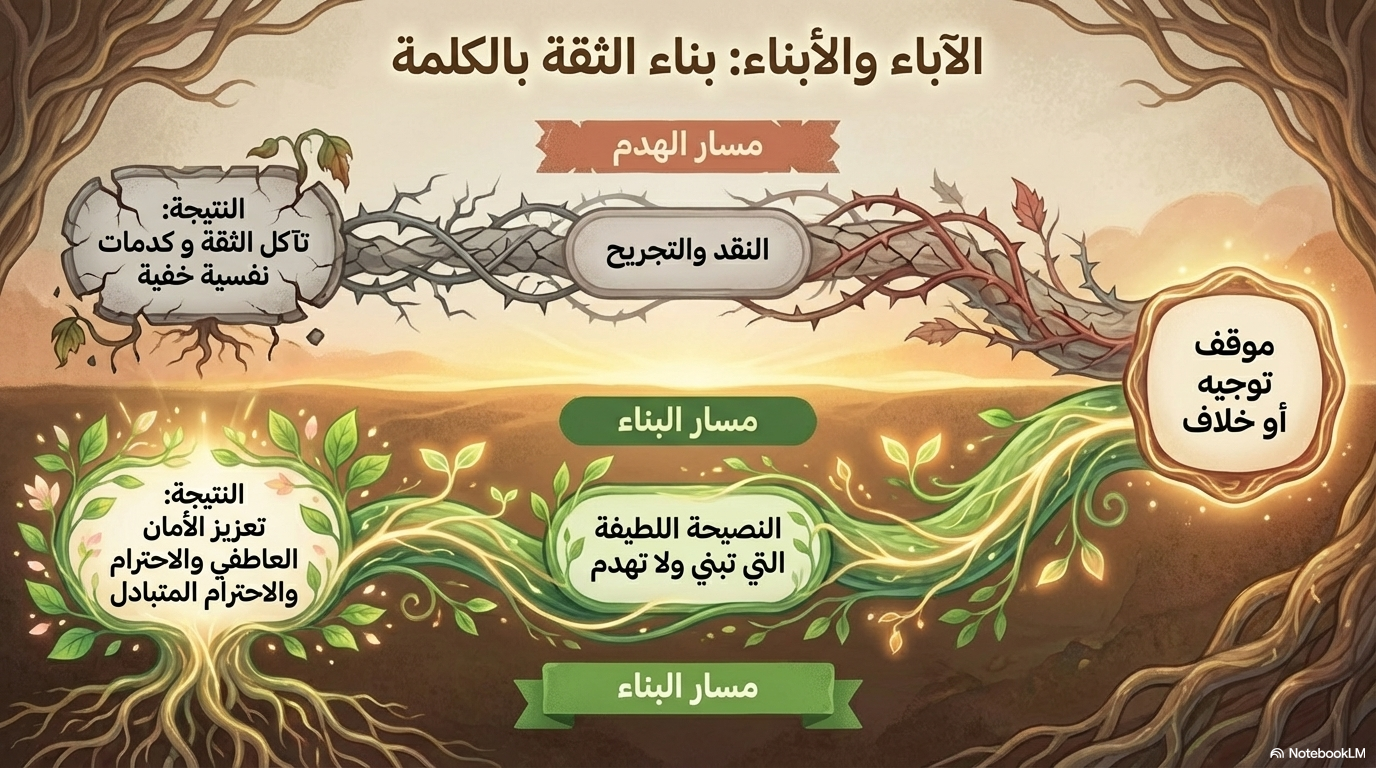 الآباء والأبناء: بناء الثقة بالكلمة
مسار الهدم
موقف
توجيه
أو خلاف
النقد والتجريح
النتيجة:
تآكل الثقة و كدمات
نفسية خفية
مسار البناء
النصيحة اللطيفة
التي تبني ولا تهدم
النتيجة:
تعزيز الأمان
العاطفي والاحترام
والاحترام المتبادل
مسار البناء
NotebookLM